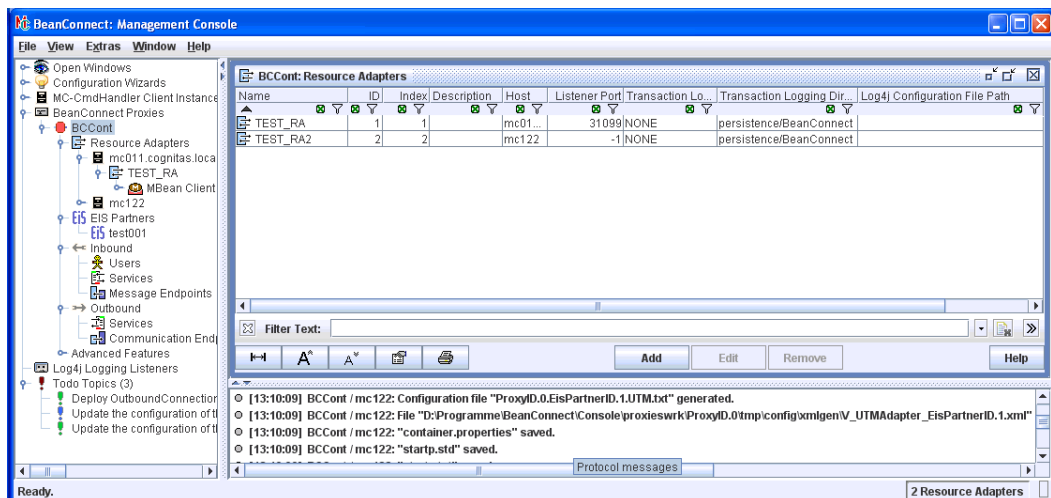 BeanConnect: Management Console
File View Extras Window Help
Open Windows
Configuration Wizards
MC-CmdHandler Client Instance
BeanConnect Proxies
BCCont
Resource Adapters
mc011.cognitas.loca
TEST_RA
MBean Client
mc122
EIS Partners
test001
Inbound
Users
Services
Message Endpoints
Outbound
Services
Communication Endp
Advanced Features
Log4j Logging Listeners
Todo Topics (3)
Deploy OutboundConnection
Update the configuration of t
Update the configuration of t
BCCont: Resource Adapters
Name ID Index Description Host Listener Port Transaction Lo... Transaction Logging Dir... Log4j Configuration File Path
TEST_RA 1 1 mc01... 31099 NONE persistence/BeanConnect
TEST_RA2 2 2 mc122 -1 NONE persistence/BeanConnect
Filter Text:
A A Add Edit Remove Help
[13:10:09] BCCont / mc122: Configuration file "ProxyID.0.EisPartnerID.1.UTM.txt" generated.
[13:10:09] BCCont / mc122: File "D:\Programme\BeanConnect\Console\proxieswrk\ProxyID.0\tmp\config\xmlgen\V_UTMAdapter_EisPartnerID.1.xml"
[13:10:09] BCCont / mc122: "container.properties" saved.
[13:10:09] BCCont / mc122: "startp.std" saved.
Protocol messages
Ready. 2 Resource Adapters